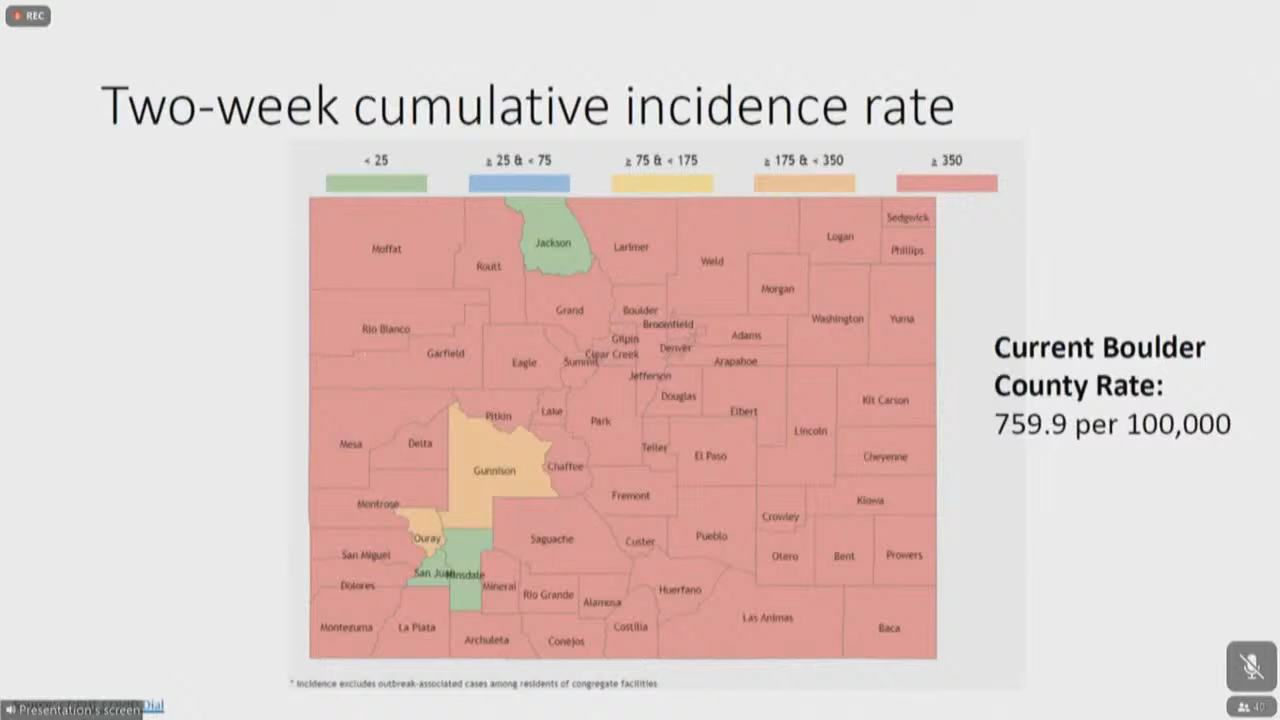 REC
Two-week cumulative incidence rate
< 25
≥ 25 & < 75
≥ 75 & < 175
≥ 175 & < 350
≥ 350
Moffat
Routt
Jackson
Larimer
Weld
Logan
Sedgwick
Phillips
Morgan
Washington
Yuma
Rio Blanco
Garfield
Grand
Boulder
Broomfield
Gilpin
Clear Creek
Denver
Adams
Arapahoe
Eagle
Summit
Jefferson
Douglas
Elbert
Kit Carson
Mesa
Delta
Pitkin
Lake
Park
Lincoln
Teller
El Paso
Cheyenne
Gunnison
Chaffee
Fremont
Kiowa
Montrose
Crowley
Ouray
Saguache
Custer
Pueblo
San Miguel
Otero
Bent
Prowers
San Juan
Hinsdale
Dolores
Mineral
Rio Grande
Alamosa
Huerfano
Las Animas
Montezuma
La Plata
Archuleta
Conejos
Costilla
Baca
Current Boulder
County Rate:
759.9 per 100,000
* Incidence excludes outbreak-associated cases among residents of congregate facilities
Dial
Presentation's screen
40